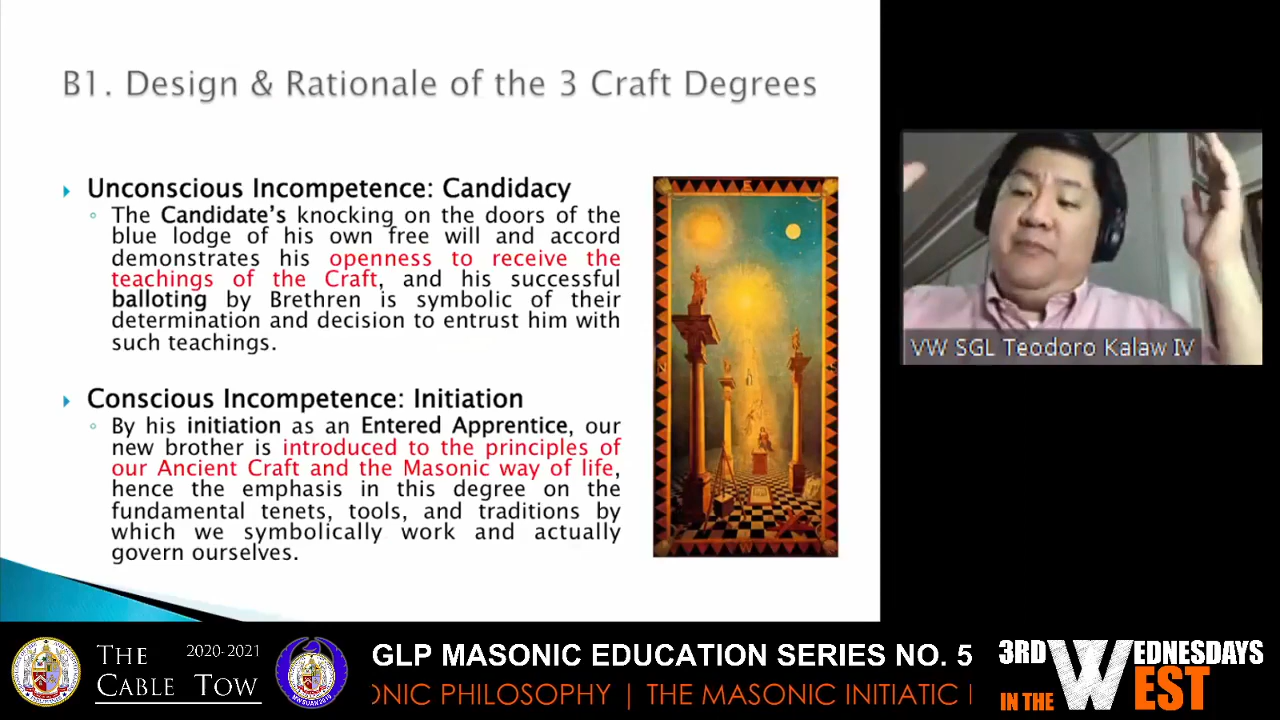 B1. Design & Rationale of the 3 Craft Degrees
Unconscious Incompetence: Candidacy
The Candidate's knocking on the doors of the
blue lodge of his own free will and accord
demonstrates his openness to receive the
teachings of the Craft, and his successful
balloting by Brethren is symbolic of their
determination and decision to entrust him with
such teachings.
Conscious Incompetence: Initiation
By his initiation as an Entered Apprentice, our
new brother is introduced to the principles of
our Ancient Craft and the Masonic way of life,
hence the emphasis in this degree on the
fundamental tenets, tools, and traditions by
which we symbolically work and actually
govern ourselves.
VW SGL Teodoro Kalaw IV
THE
CABLE TOW
2020-2021
GLP MASONIC EDUCATION SERIES NO. 5
ONIC PHILOSOPHY | THE MASONIC INITIATIC
3RD WEDNESDAYS
IN THE WEST